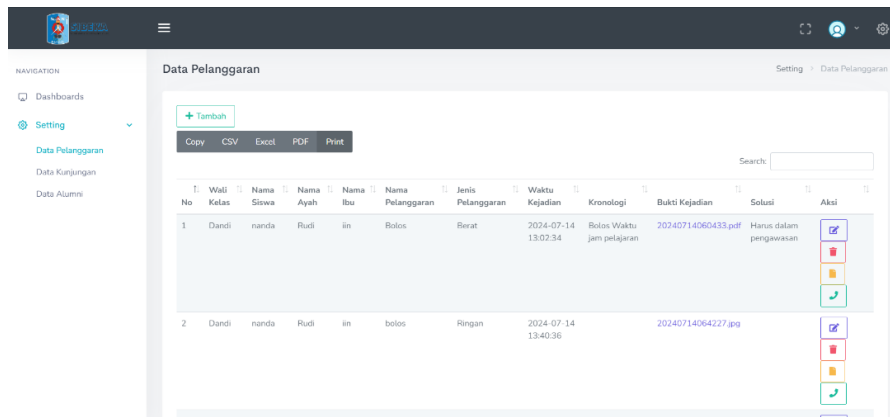 SIBEKA
NAVIGATION
Dashboards
Setting
Data Pelanggaran
Data Kunjungan
Data Alumni
Data Pelanggaran
Setting
Data Pelanggaran
+ Tambah
Copy CSV Excel PDF Print
Search:
No Wali Kelas Nama Siswa Nama Ayah Nama Ibu Nama Pelanggaran Jenis Pelanggaran Waktu Kejadian Kronologi Bukti Kejadian Solusi Aksi
1 Dandi nanda Rudi iin Bolos Berat 2024-07-14 Bolos Waktu 20240714060433.pdf Harus dalam
13:02:34 jam pelajaran pengawasan
2 Dandi nanda Rudi iin bolos Ringan 2024-07-14 20240714064227.jpg
13:40:36